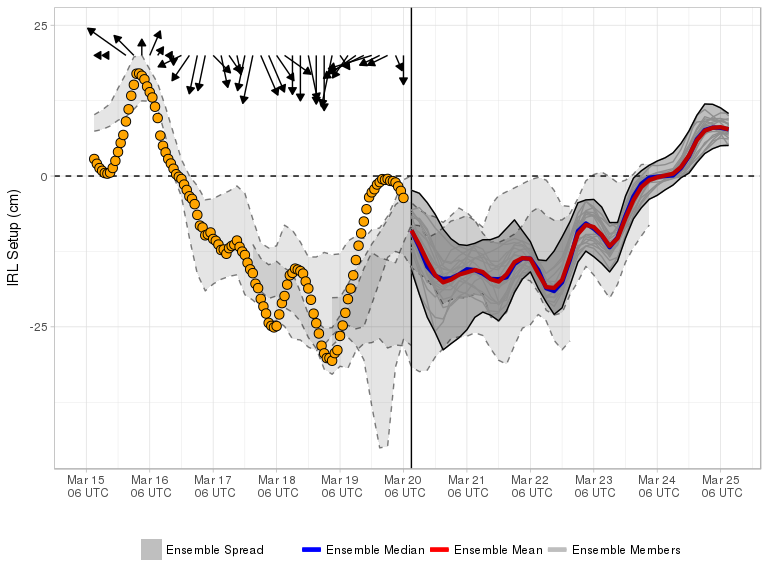 25
0
-25
IRL Setup (cm)
Mar 15 Mar 16 Mar 17 Mar 18 Mar 19 Mar 20 Mar 21 Mar 22 Mar 23 Mar 24 Mar 25
06 UTC 06 UTC 06 UTC 06 UTC 06 UTC 06 UTC 06 UTC 06 UTC 06 UTC 06 UTC 06 UTC
Ensemble Spread Ensemble Median Ensemble Mean Ensemble Members